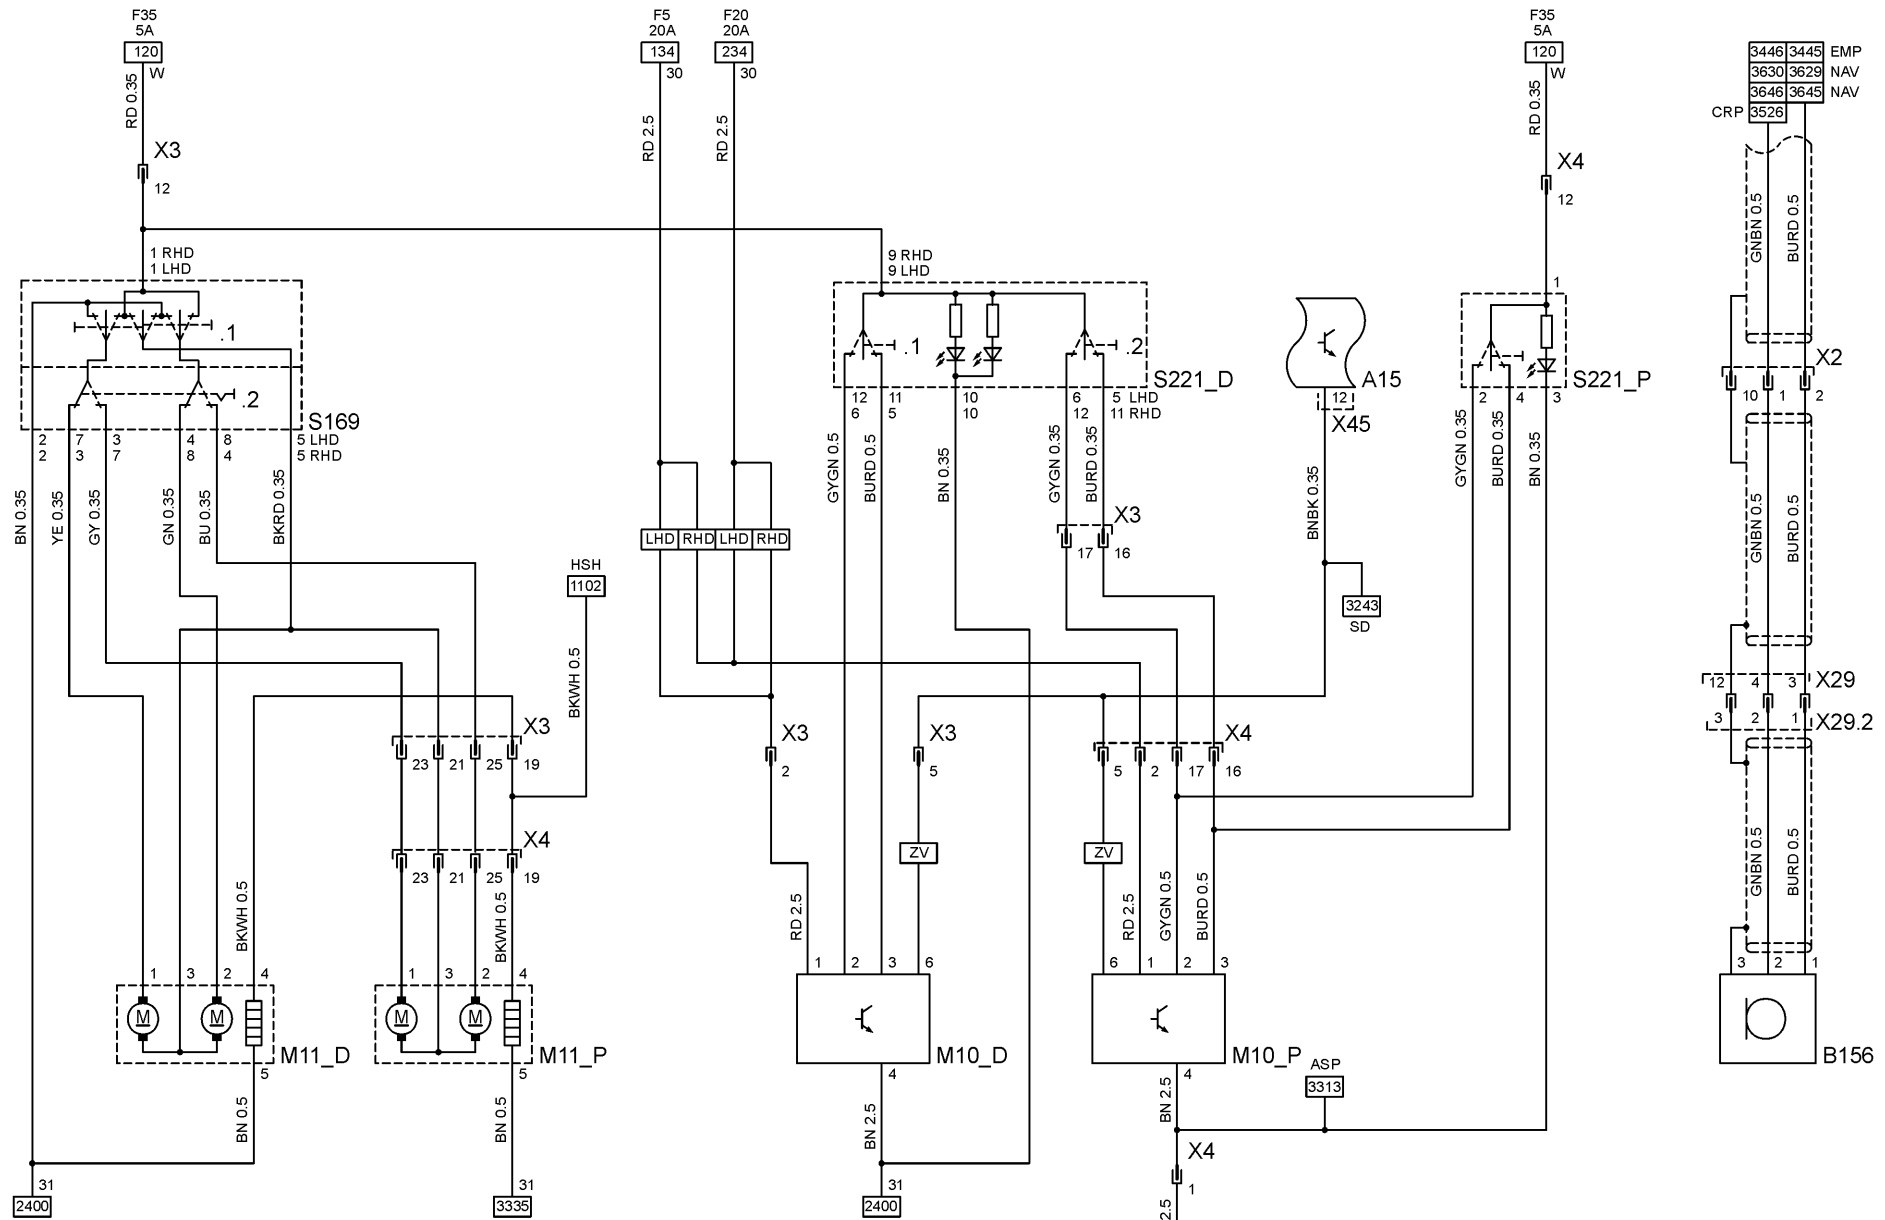 F35
5A
120
W
RD 0.35
X3
12
1 RHD
1 LHD
.1
.2
S169
2 7 3 4 8 5 LHD
2 3 7 8 4 5 RHD
BN 0.35
YE 0.35
GY 0.35
GN 0.35
BU 0.35
BKRD 0.35
HSH
1102
BKWH 0.5
X3
23 21 25 19
X4
23 21 25 19
BKWH 0.5
BKWH 0.5
1 3 2 4
M M
M11_D
5
BN 0.5
1 3 2 4
M M
M11_P
5
BN 0.5
31
2400
31
3335
F5
20A
134
30
RD 2.5
F20
20A
234
30
RD 2.5
LHD RHD LHD RHD
9 RHD
9 LHD
.1
.2
S221_D
12 11 10 6 5 LHD
6 5 10 12 11 RHD
GYGN 0.5
BURD 0.5
BN 0.35
GYGN 0.35
BURD 0.35
X3
17 16
A15
12
X45
BNBK 0.35
3243
SD
X3
2
X3
5
X4
5 2 17 16
ZV
ZV
RD 2.5
RD 2.5
GYGN 0.5
BURD 0.5
1 2 3 6
M10_D
4
BN 2.5
31
2400
6 1 2 3
M10_P
4
BN 2.5
ASP
3313
X4
1
2.5
F35
5A
120
W
RD 0.35
X4
12
1
S221_P
2 4 3
GYGN 0.35
BURD 0.35
BN 0.35
3446 3445 EMP
3630 3629 NAV
3646 3645 NAV
CRP 3526
GNBN 0.5
BURD 0.5
X2
10 1 2
GNBN 0.5
BURD 0.5
12 4 3 X29
3 2 1 X29.2
GNBN 0.5
BURD 0.5
3 2 1
B156